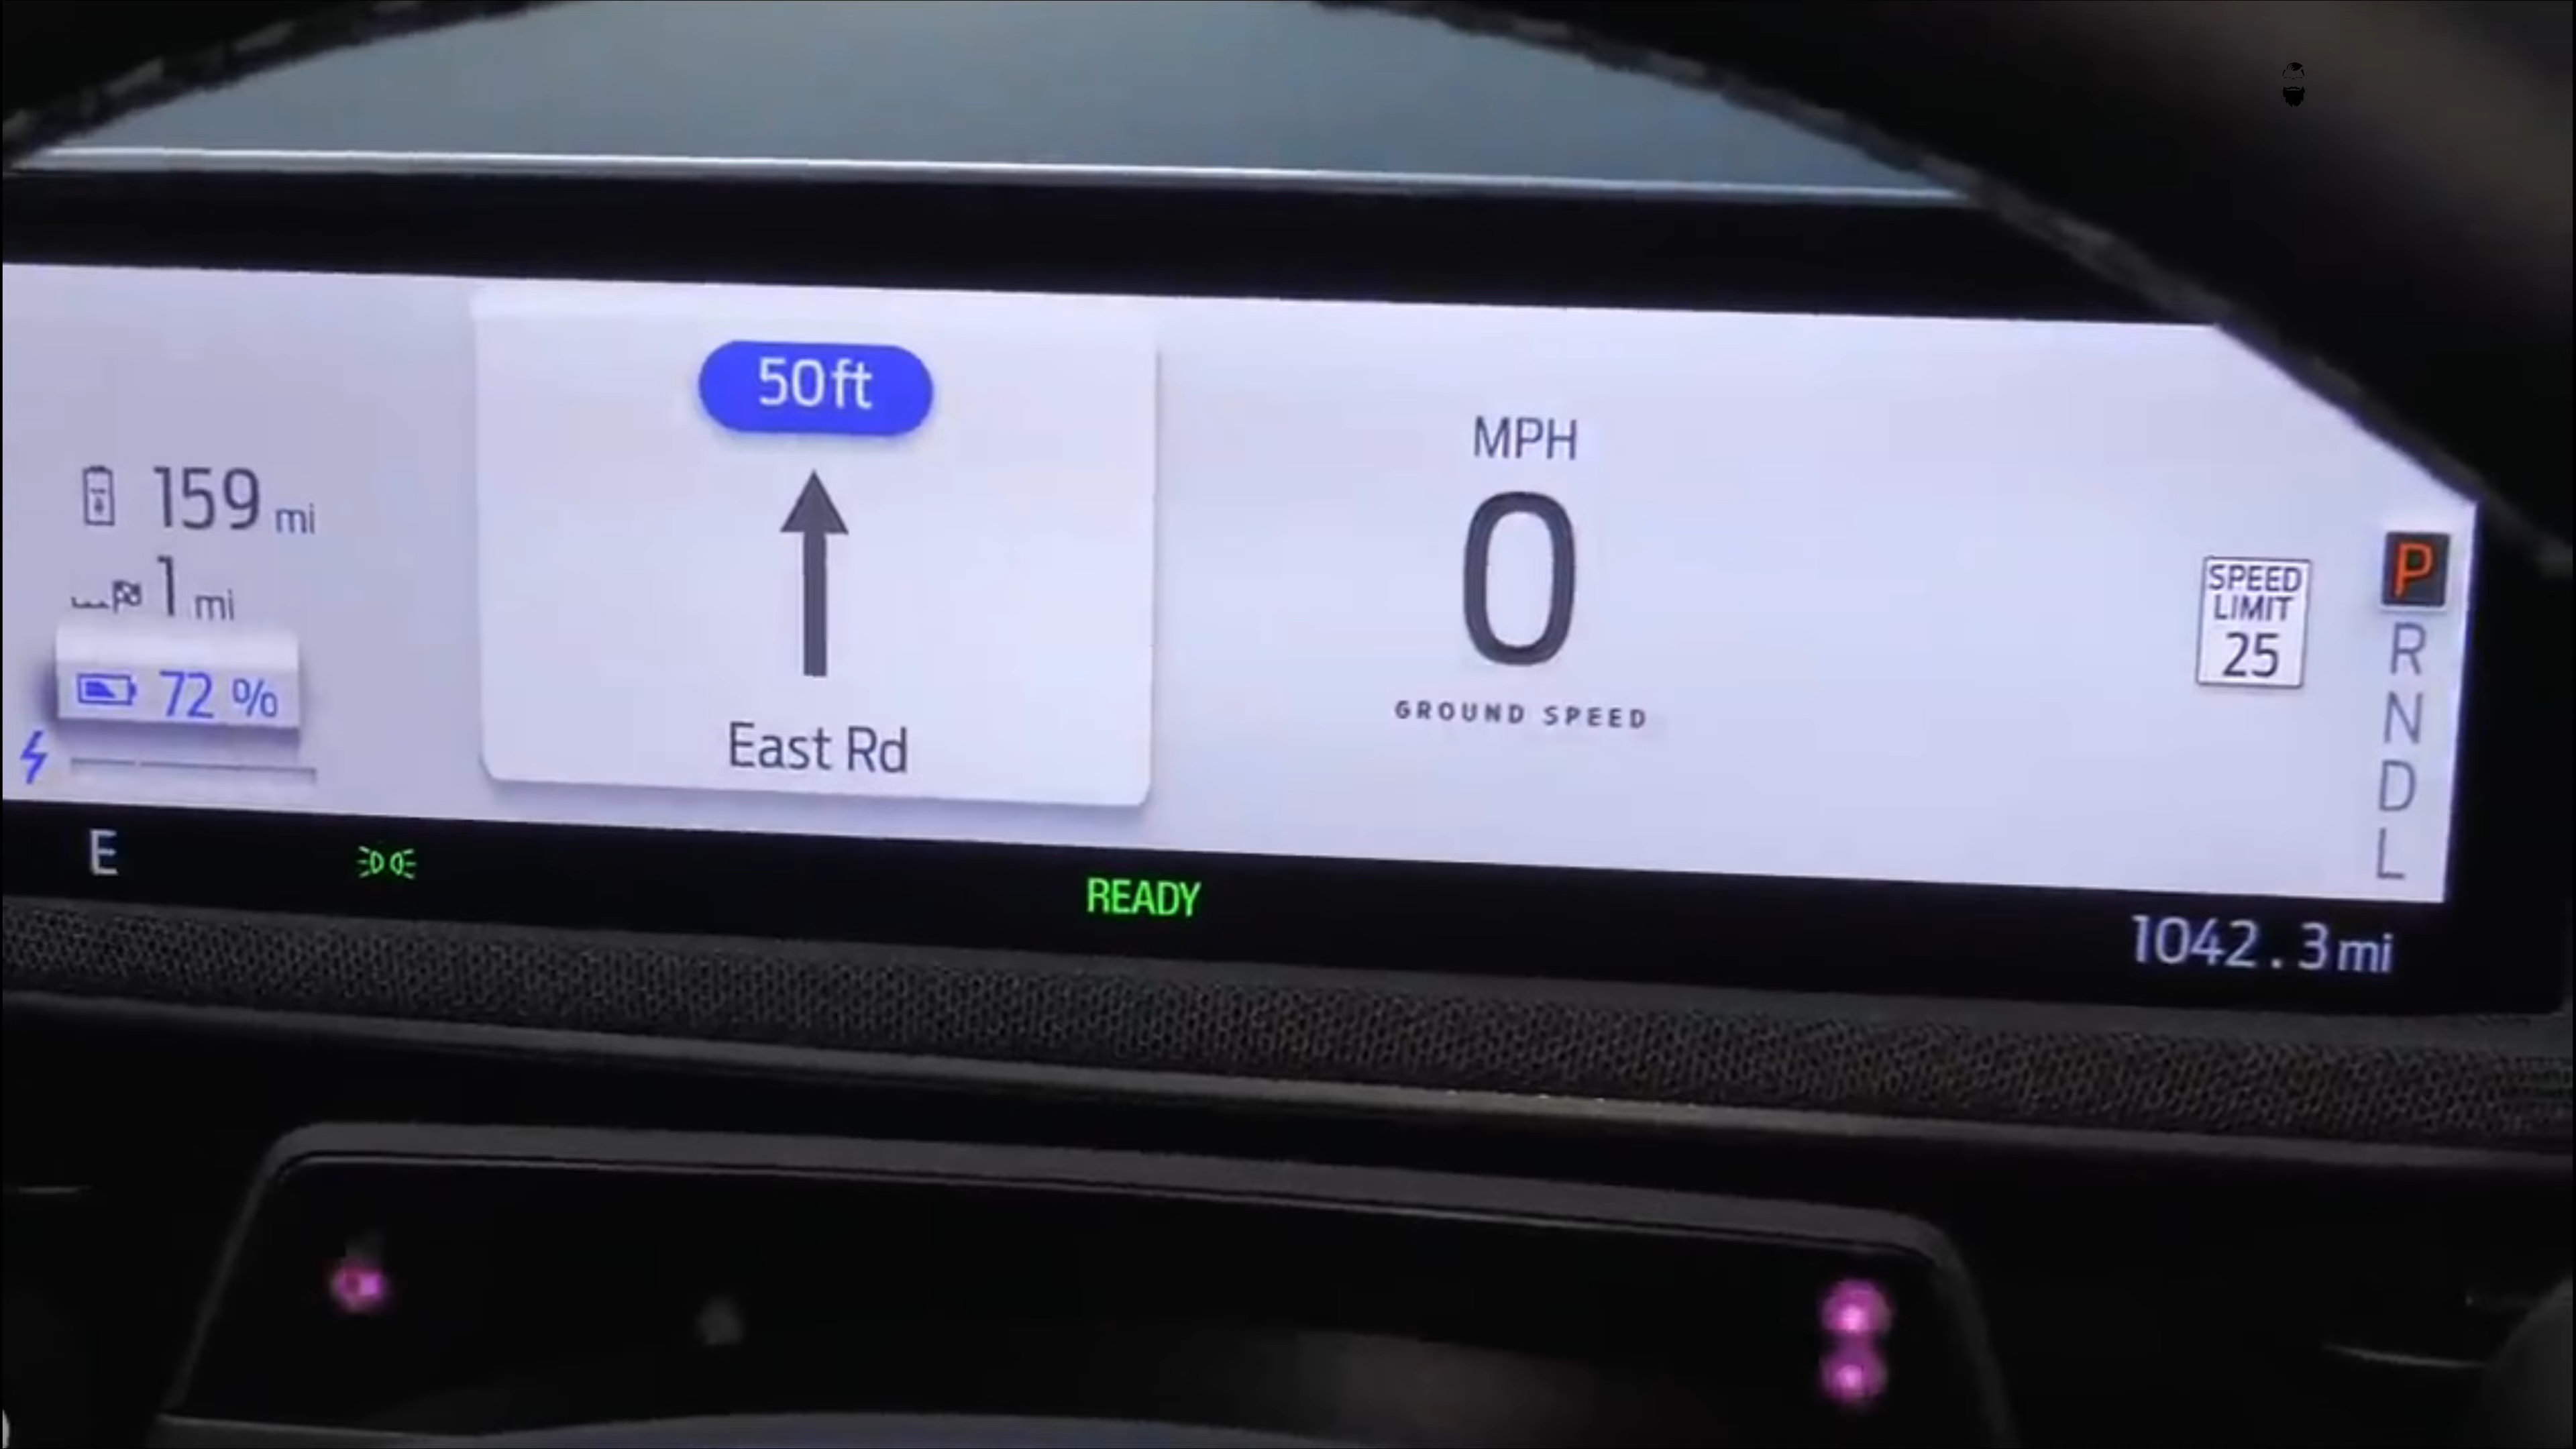 159 mi
1 mi
72 %
50ft
East Rd
MPH
0
GROUND SPEED
SPEED
LIMIT
25
P
R
N
D
L
E
READY
1042.3mi